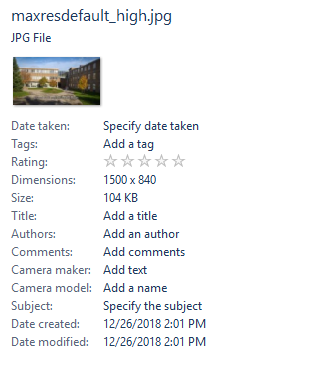 maxresdefault_high.jpg
JPG File
Date taken: Specify date taken
Tags: Add a tag
Rating: ☆☆☆☆☆
Dimensions: 1500 x 840
Size: 104 KB
Title: Add a title
Authors: Add an author
Comments: Add comments
Camera maker: Add text
Camera model: Add a name
Subject: Specify the subject
Date created: 12/26/2018 2:01 PM
Date modified: 12/26/2018 2:01 PM